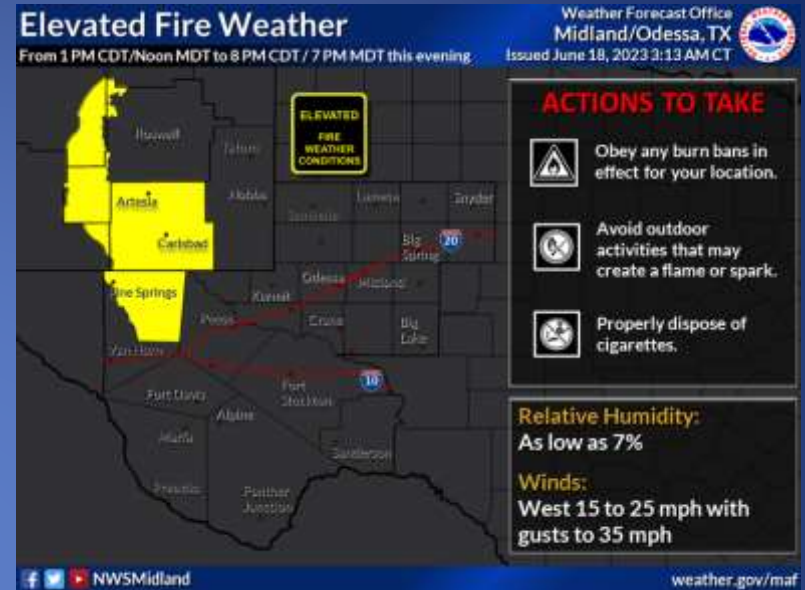 Elevated Fire Weather
From 1 PM CDT/Noon MDT to 8 PM CDT / 7 PM MDT this evening
Weather Forecast Office
Midland/Odessa, TX
Issued June 18, 2023 3:13 AM CT
ELEVATED
FIRE
WEATHER
CONDITIONS
Roswell
Tatum
Artesia
Hobbs
Lamesa
Snyder
Seminole
Carlsbad
Big
Spring
20
Pine Springs
Odessa
Midland
Kermit
Pecos
Crane
Big
Lake
Van Horn
10
Fort Davis
Fort
Stockton
Alpine
Marfa
Sanderson
Presidio
Panther
Junction
ACTIONS TO TAKE
Obey any burn bans in
effect for your location.
Avoid outdoor
activities that may
create a flame or spark.
Properly dispose of
cigarettes.
Relative Humidity:
As low as 7%
Winds:
West 15 to 25 mph with
gusts to 35 mph
NWSMidland
weather.gov/maf